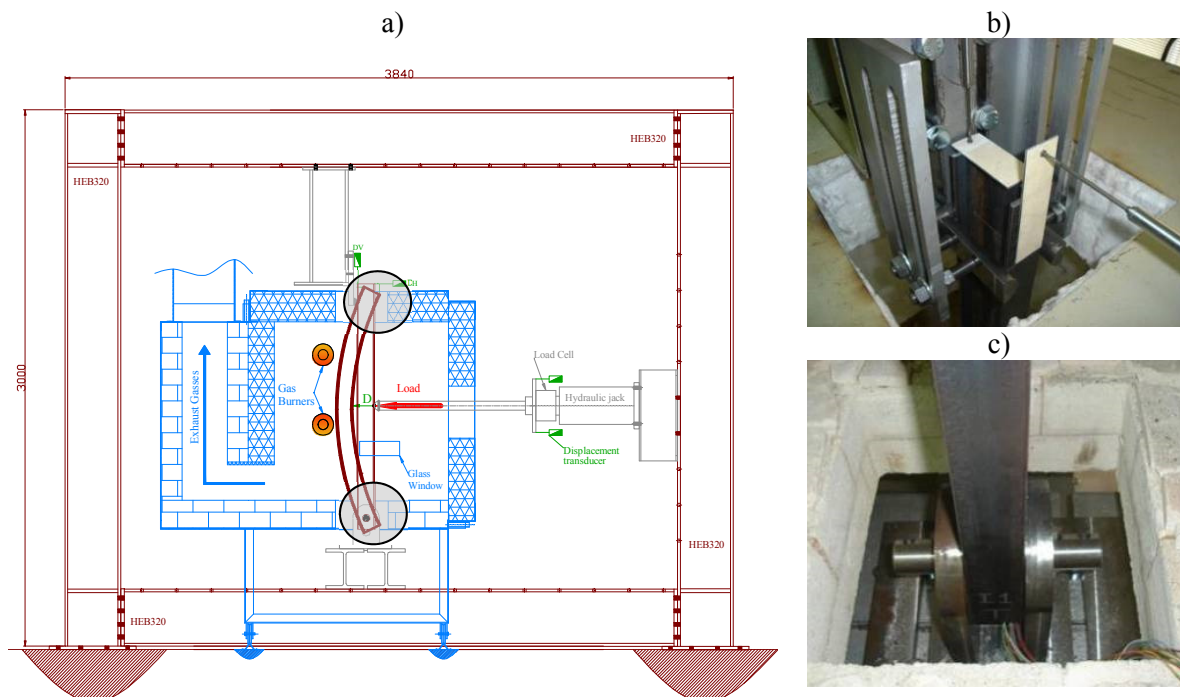 a)
b)
3840
HEB320
HEB320
3000
DV
DH
Exhaust Gasses
Gas
Burners
Load
D
Load Cell
Hydraulic jack
Displacement
transducer
Glass
Window
HEB320
HEB320
c)